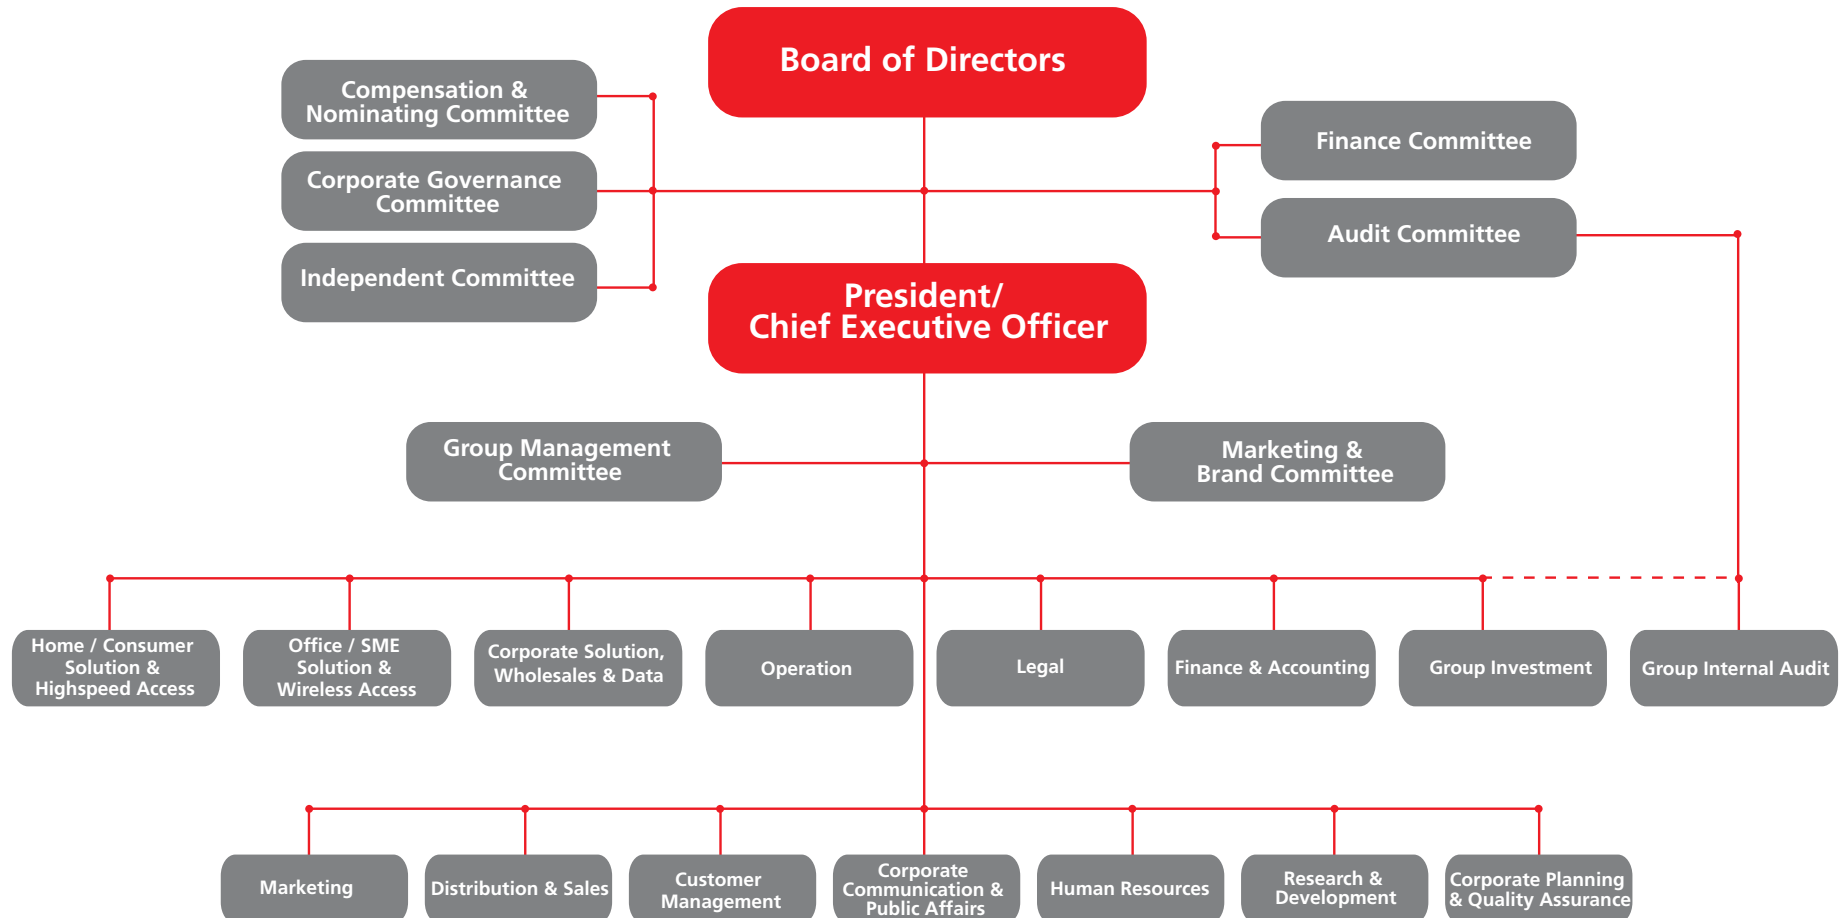 Board of Directors
Compensation &
Nominating Committee
Corporate Governance
Committee
Independent Committee
Finance Committee
Audit Committee
President/
Chief Executive Officer
Group Management
Committee
Marketing &
Brand Committee
Home / Consumer
Solution &
Highspeed Access
Office / SME
Solution &
Wireless Access
Corporate Solution,
Wholesales & Data
Operation
Legal
Finance & Accounting
Group Investment
Group Internal Audit
Marketing
Distribution & Sales
Customer
Management
Corporate
Communication &
Public Affairs
Human Resources
Research &
Development
Corporate Planning
& Quality Assurance